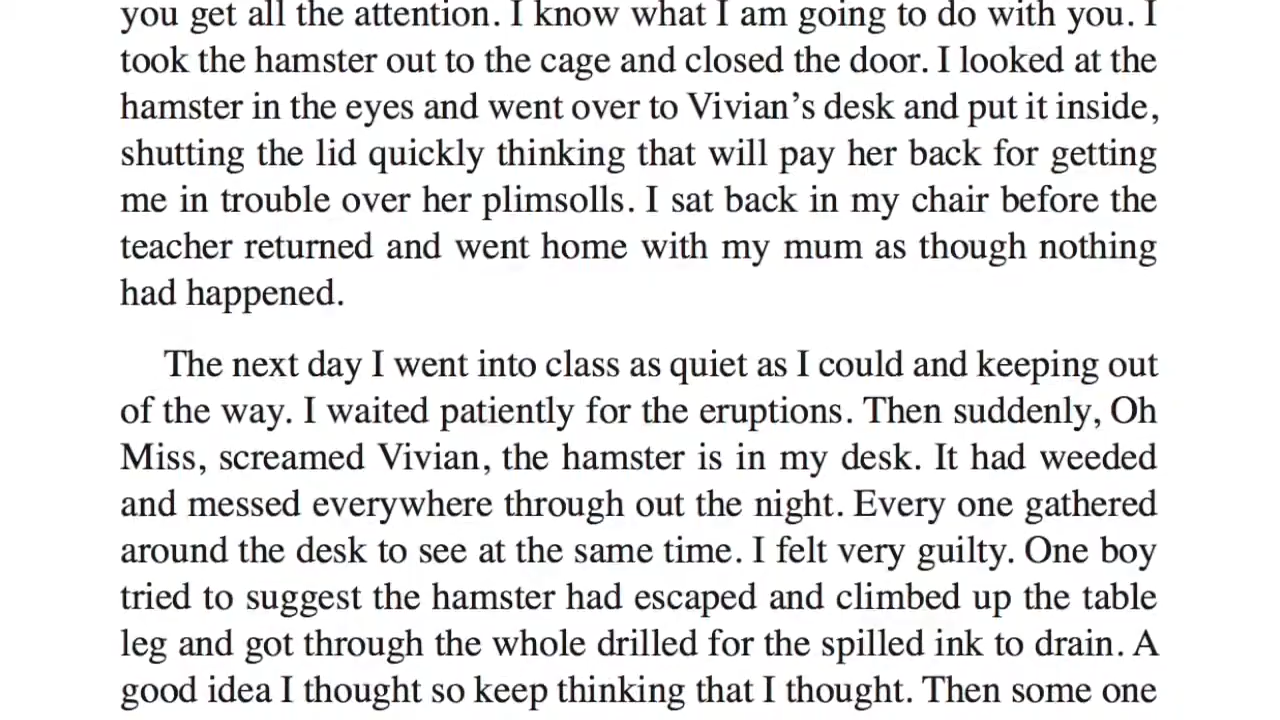 you get all the attention. I know what I am going to do with you. I
took the hamster out to the cage and closed the door. I looked at the
hamster in the eyes and went over to Vivian’s desk and put it inside,
shutting the lid quickly thinking that will pay her back for getting
me in trouble over her plimsolls. I sat back in my chair before the
teacher returned and went home with my mum as though nothing
had happened.
The next day I went into class as quiet as I could and keeping out
of the way. I waited patiently for the eruptions. Then suddenly, Oh
Miss, screamed Vivian, the hamster is in my desk. It had weeded
and messed everywhere through out the night. Every one gathered
around the desk to see at the same time. I felt very guilty. One boy
tried to suggest the hamster had escaped and climbed up the table
leg and got through the whole drilled for the spilled ink to drain. A
good idea I thought so keep thinking that I thought. Then some one